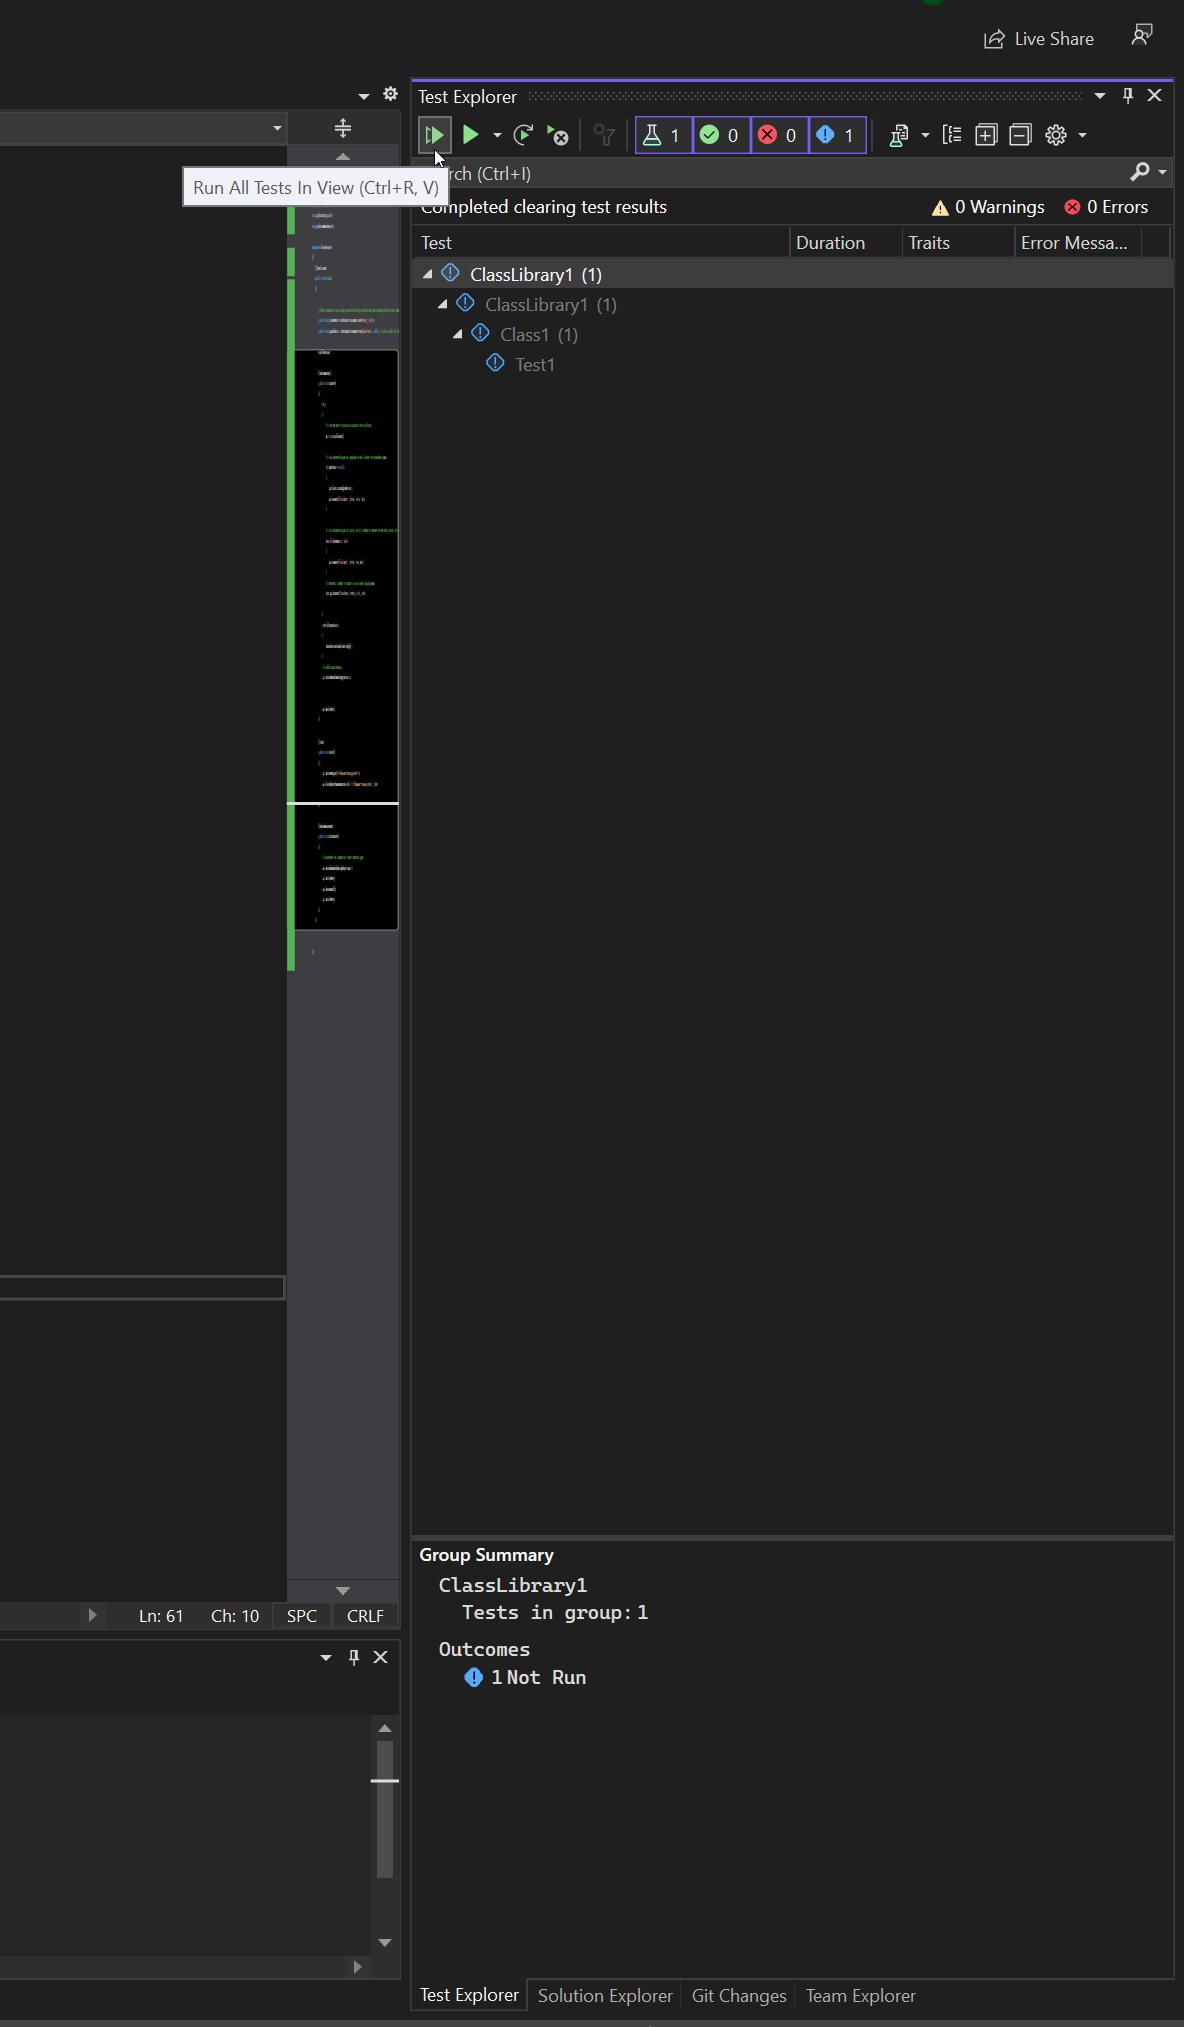 Live Share
Test Explorer
1 0 0 1
Run All Tests In View (Ctrl+R, V)
rch (Ctrl+I)
Completed clearing test results 0 Warnings 0 Errors
Test Duration Traits Error Messa...
ClassLibrary1 (1)
ClassLibrary1 (1)
Class1 (1)
Test1
Group Summary
ClassLibrary1
Tests in group: 1
Ln: 61 Ch: 10 SPC CRLF
Outcomes
1 Not Run
Test Explorer Solution Explorer Git Changes Team Explorer